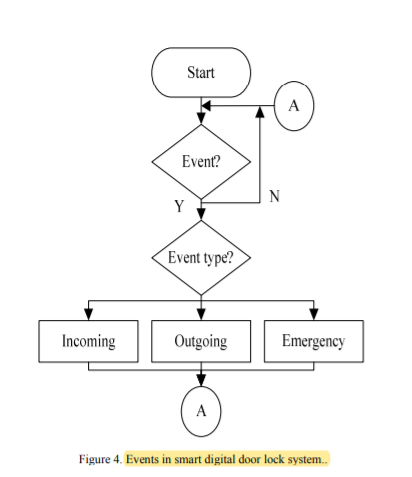 Start
A
Event?
Y
N
Event type?
Incoming
Outgoing
Emergency
A
Figure 4. Events in smart digital door lock system..